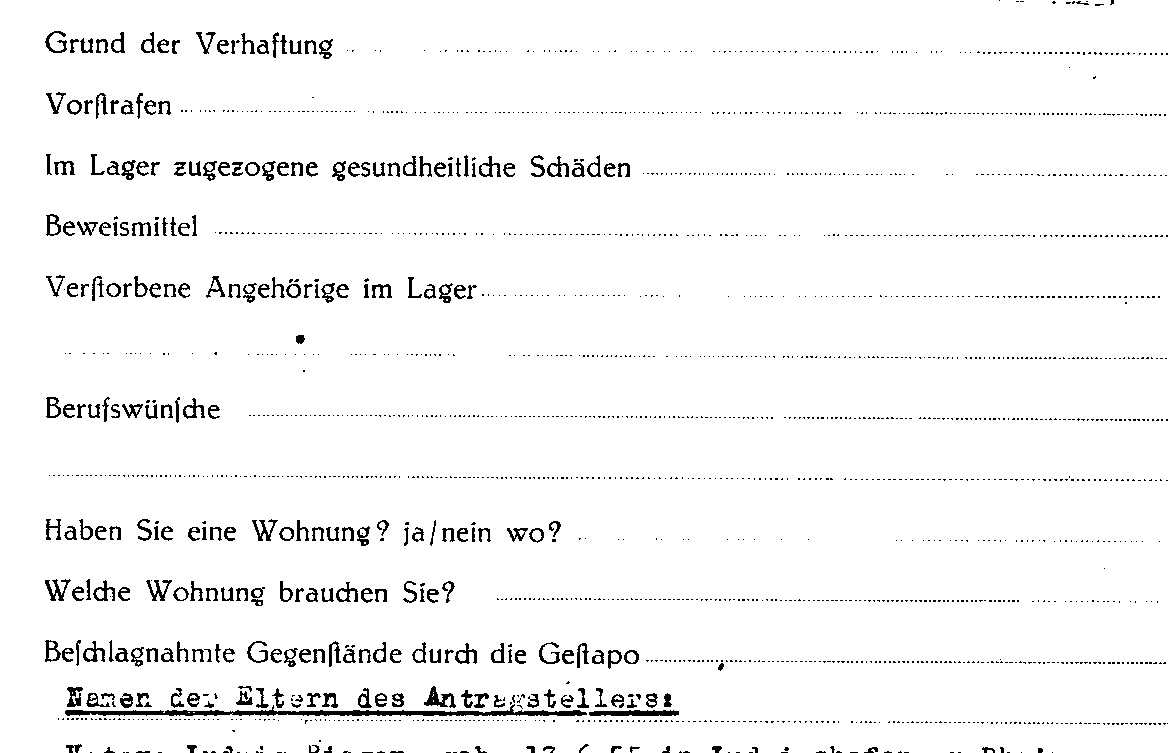 Grund der Verhaftung
Vorſtrafen
Im Lager zugezogene gesundheitliche Schäden
Beweismittel
Verſtorbene Angehörige im Lager
Berufswünſche
Haben Sie eine Wohnung? ja/nein wo?
Welche Wohnung brauchen Sie?
Beſchlagnahmte Gegenſtände durch die Geſtapo
Namen der Eltern des Antragstellers: